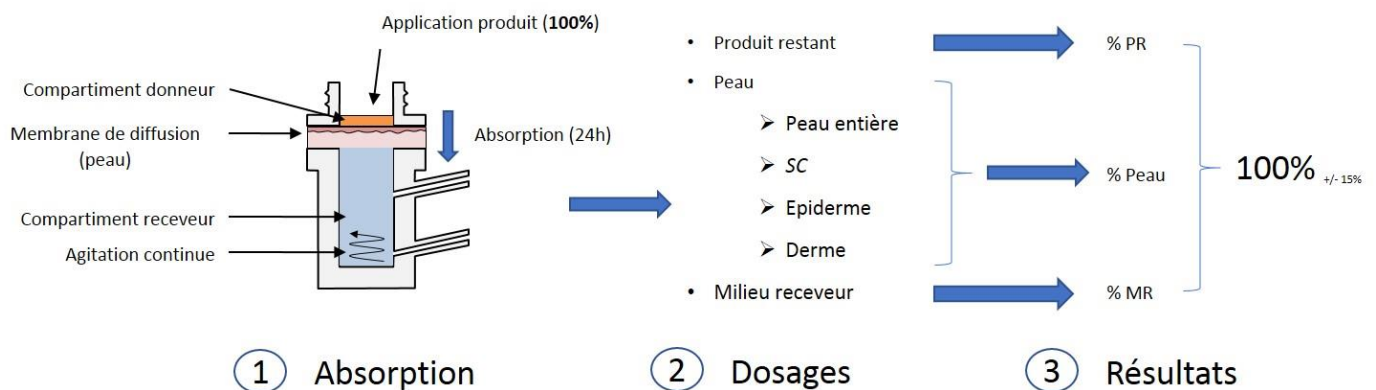 Application produit (100%)
Compartiment donneur
Membrane de diffusion
(peau)
Absorption (24h)
Compartiment receveur
Agitation continue
• Produit restant
• Peau
➢ Peau entière
➢ SC
➢ Epiderme
➢ Derme
• Milieu receveur
% PR
% Peau
% MR
100% +/- 15%
1 Absorption
2 Dosages
3 Résultats